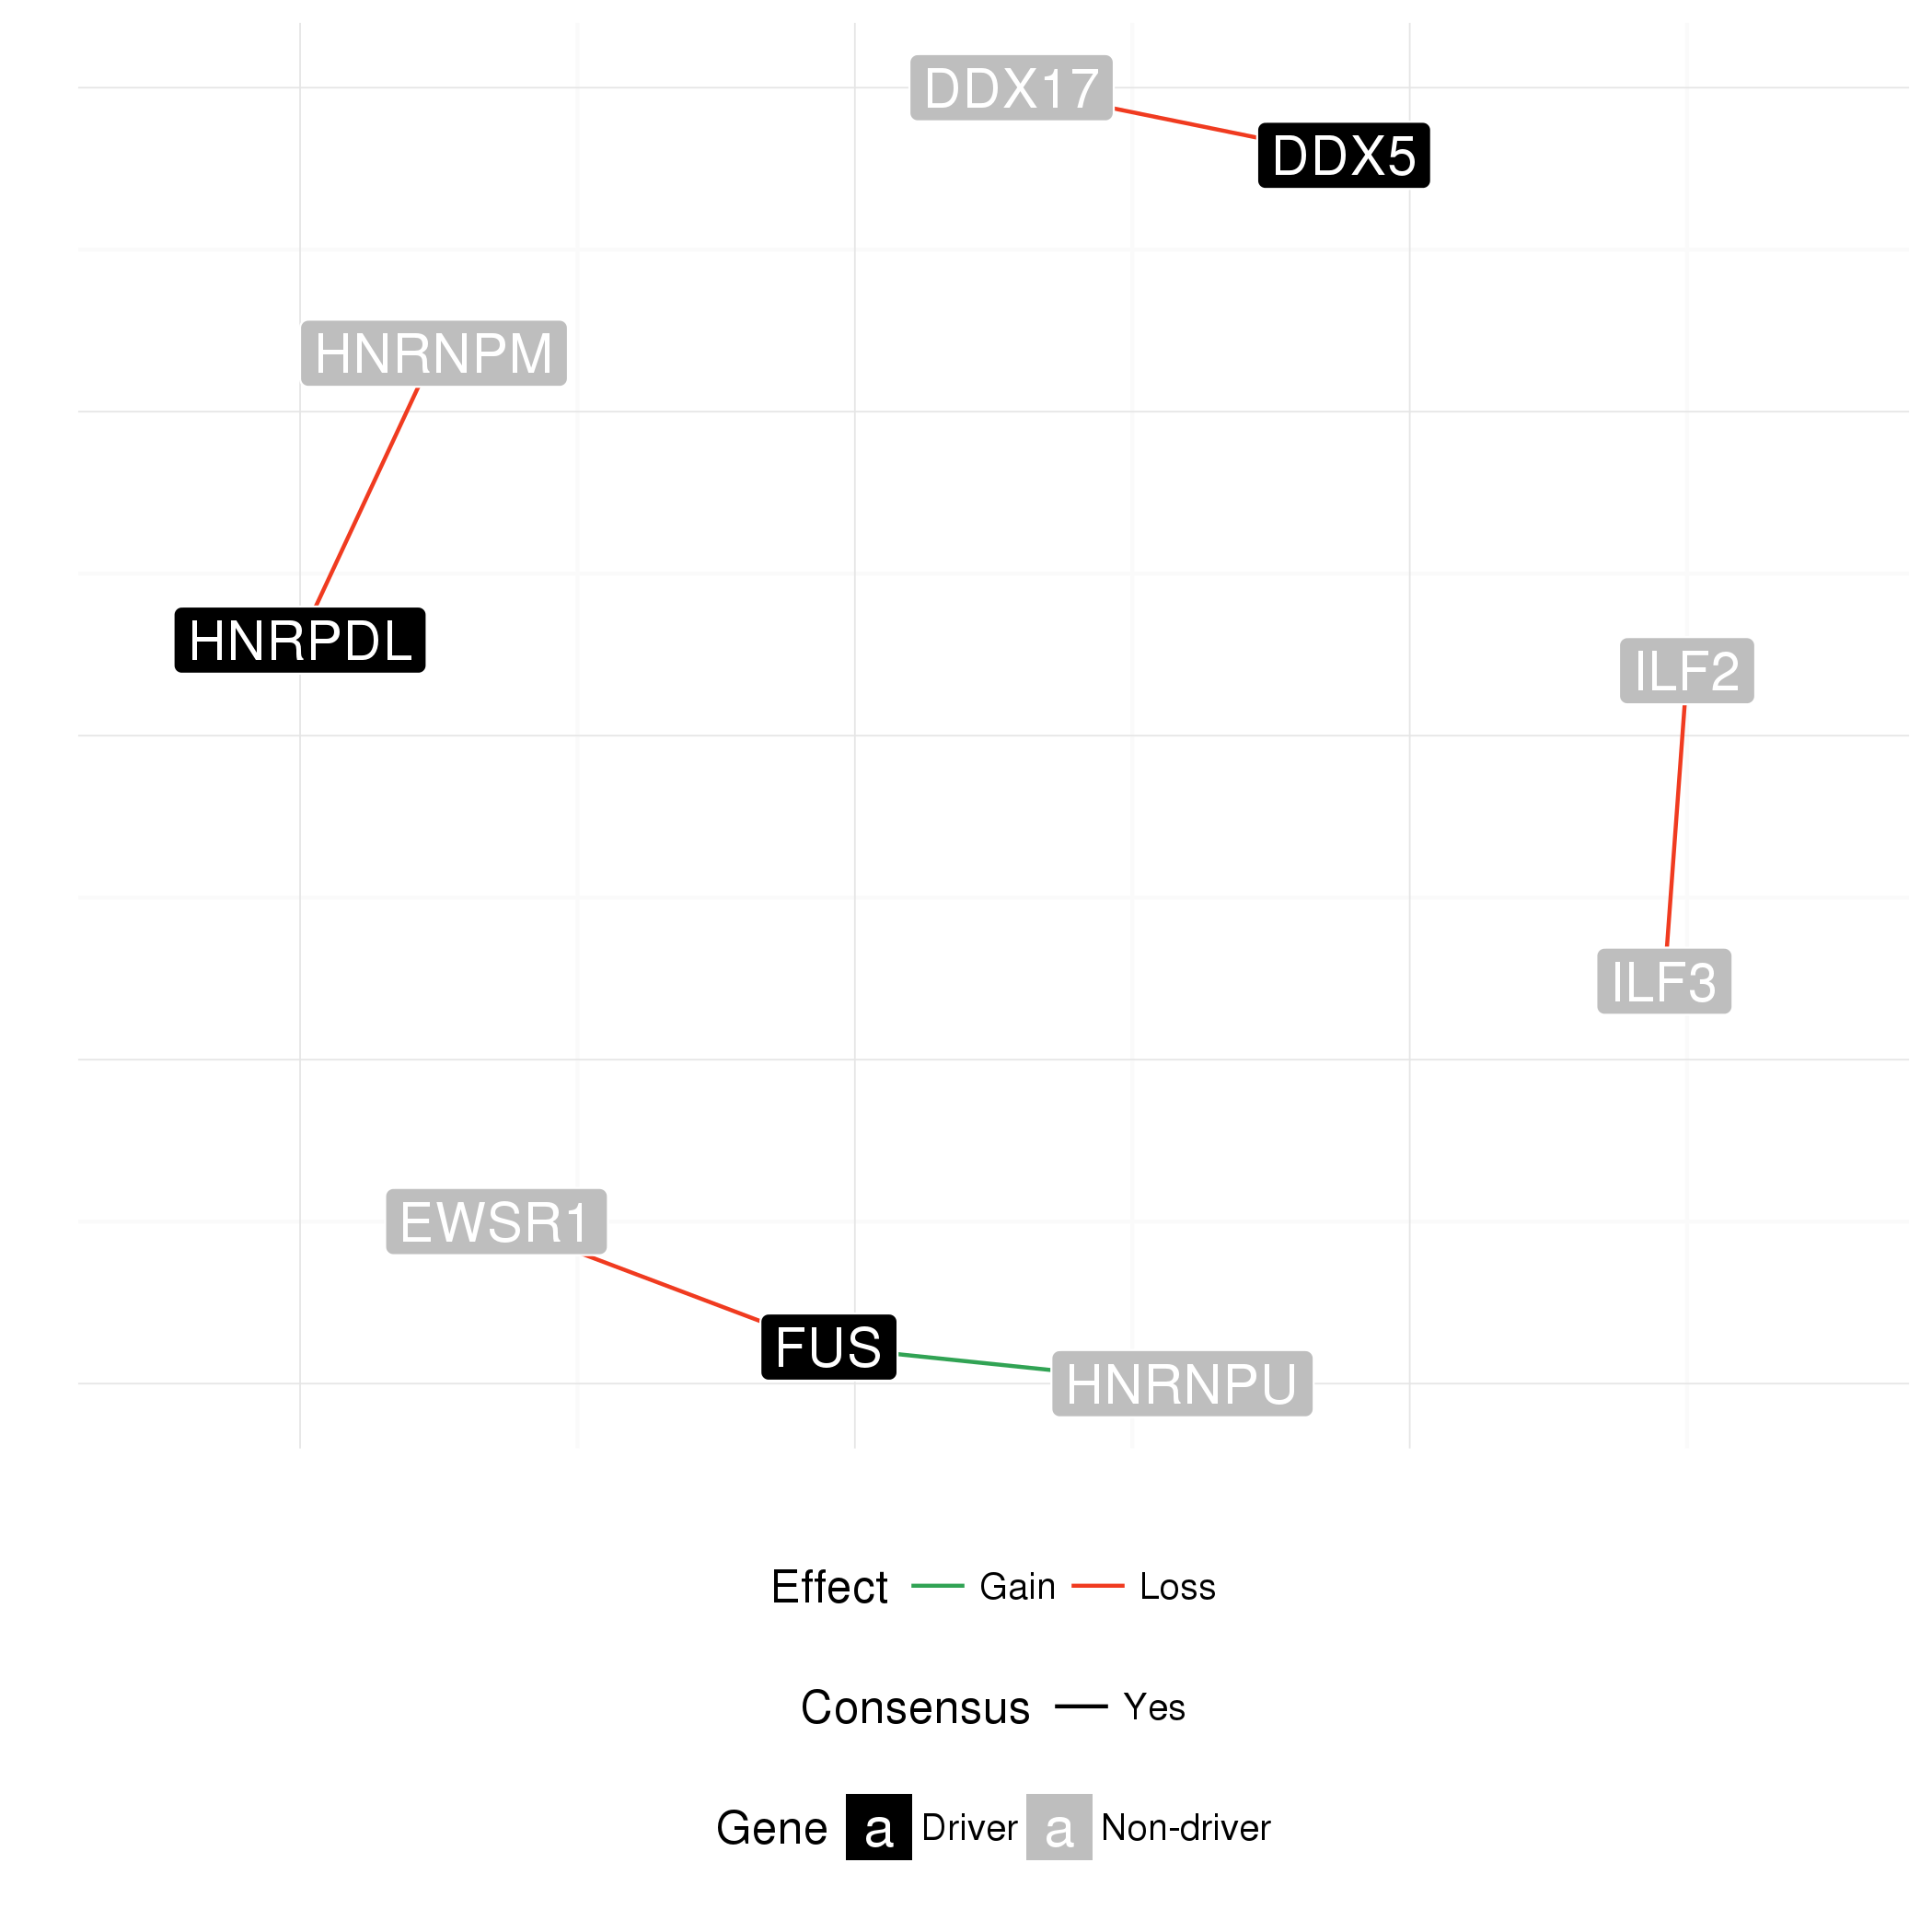 DDX17
DDX5
HNRNPM
HNRPDL
ILF2
ILF3
EWSR1
FUS
HNRNPU
Effect Gain Loss
Consensus Yes
Gene a Driver a Non-driver